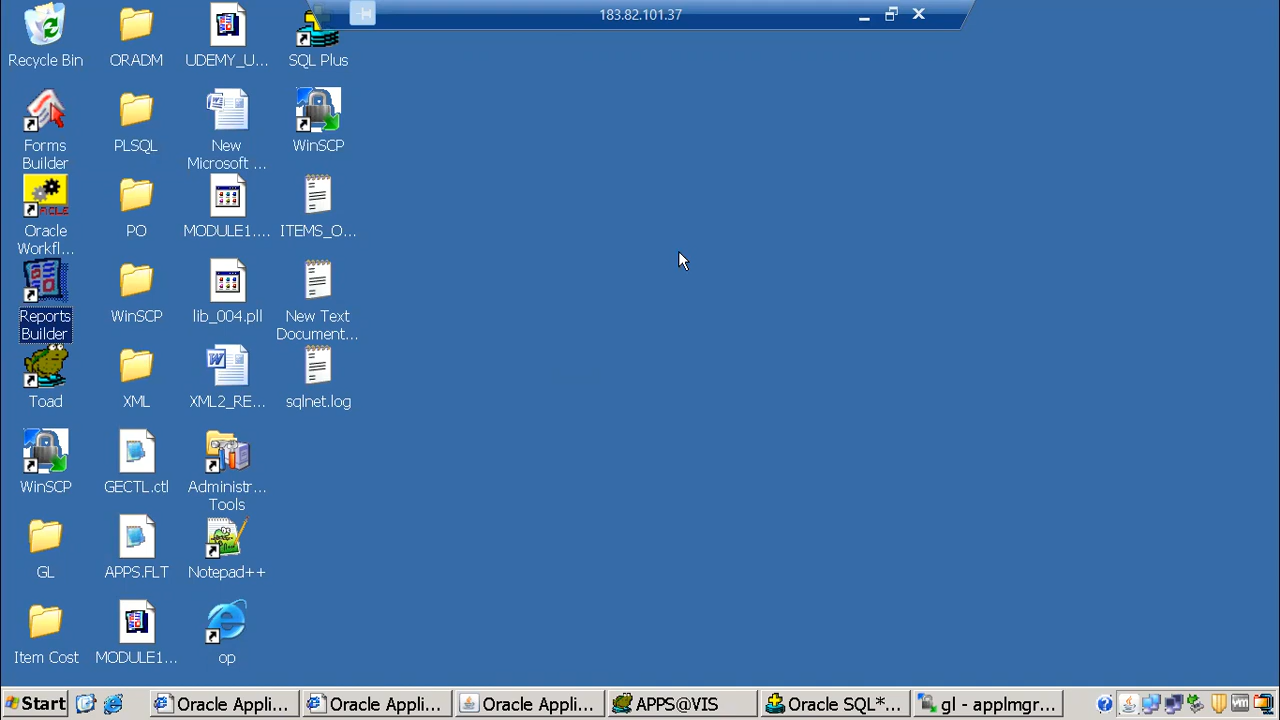 183.82.101.37
Recycle Bin
ORADM
UDEMY_U...
SQL Plus
Forms
Builder
PLSQL
New
Microsoft ...
WinSCP
Oracle
Workfl...
PO
MODULE1....
ITEMS_O...
Reports
Builder
WinSCP
lib_004.pll
New Text
Document...
Toad
XML
XML2_RE...
sqlnet.log
WinSCP
GECTL.ctl
Administr...
Tools
GL
APPS.FLT
Notepad++
Item Cost
MODULE1...
op
Start
Oracle Appli...
Oracle Appli...
Oracle Appli...
APPS@VIS
Oracle SQL*...
gl - applmgr...